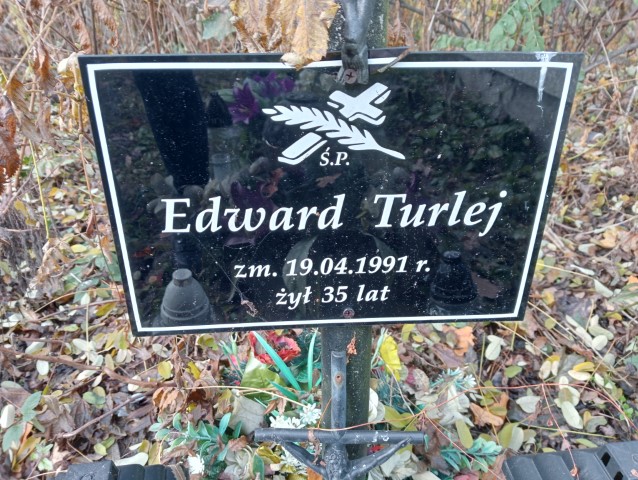 Ś.P.
Edward Turlej
zm. 19.04.1991 r.
żył 35 lat